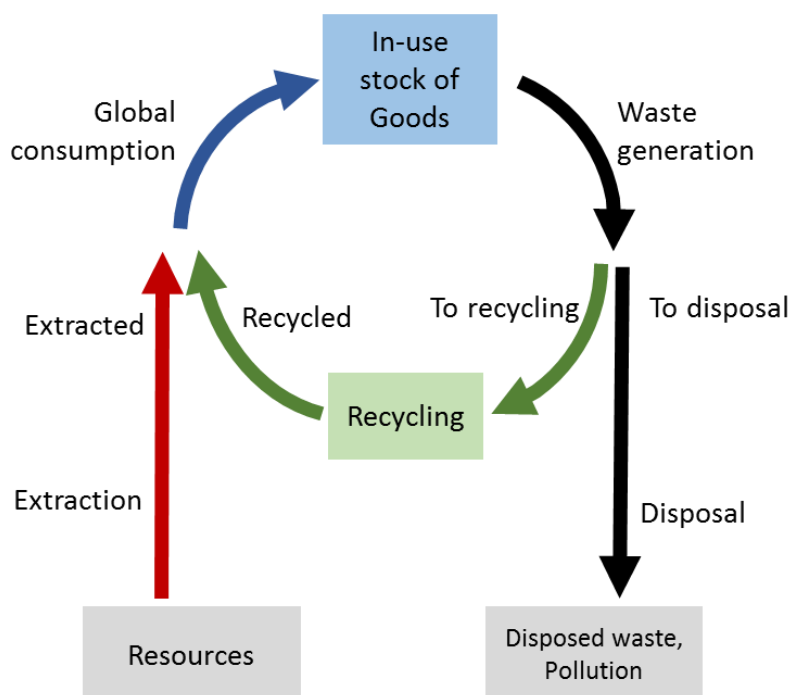 In-use
stock of
Goods
Global
consumption
Waste
generation
Extracted
Recycled
To recycling
To disposal
Recycling
Extraction
Disposal
Resources
Disposed waste,
Pollution